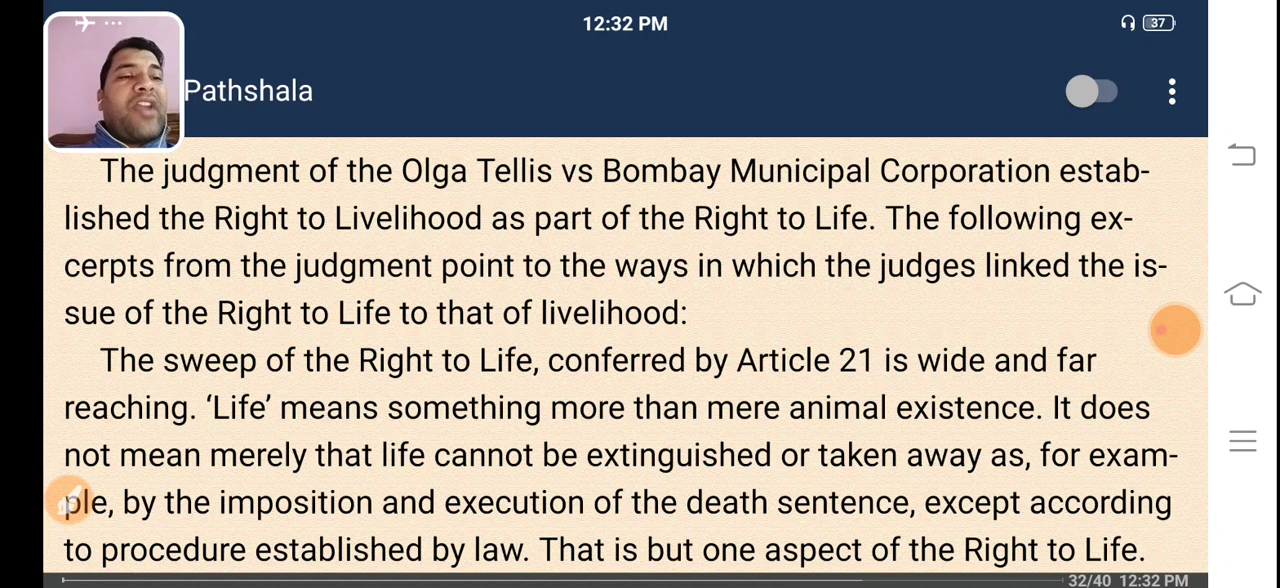 12:32 PM
37
Pathshala
The judgment of the Olga Tellis vs Bombay Municipal Corporation estab-
lished the Right to Livelihood as part of the Right to Life. The following ex-
cerpts from the judgment point to the ways in which the judges linked the is-
sue of the Right to Life to that of livelihood:
The sweep of the Right to Life, conferred by Article 21 is wide and far
reaching. ‘Life’ means something more than mere animal existence. It does
not mean merely that life cannot be extinguished or taken away as, for exam-
ple, by the imposition and execution of the death sentence, except according
to procedure established by law. That is but one aspect of the Right to Life.
32/40 12:32 PM